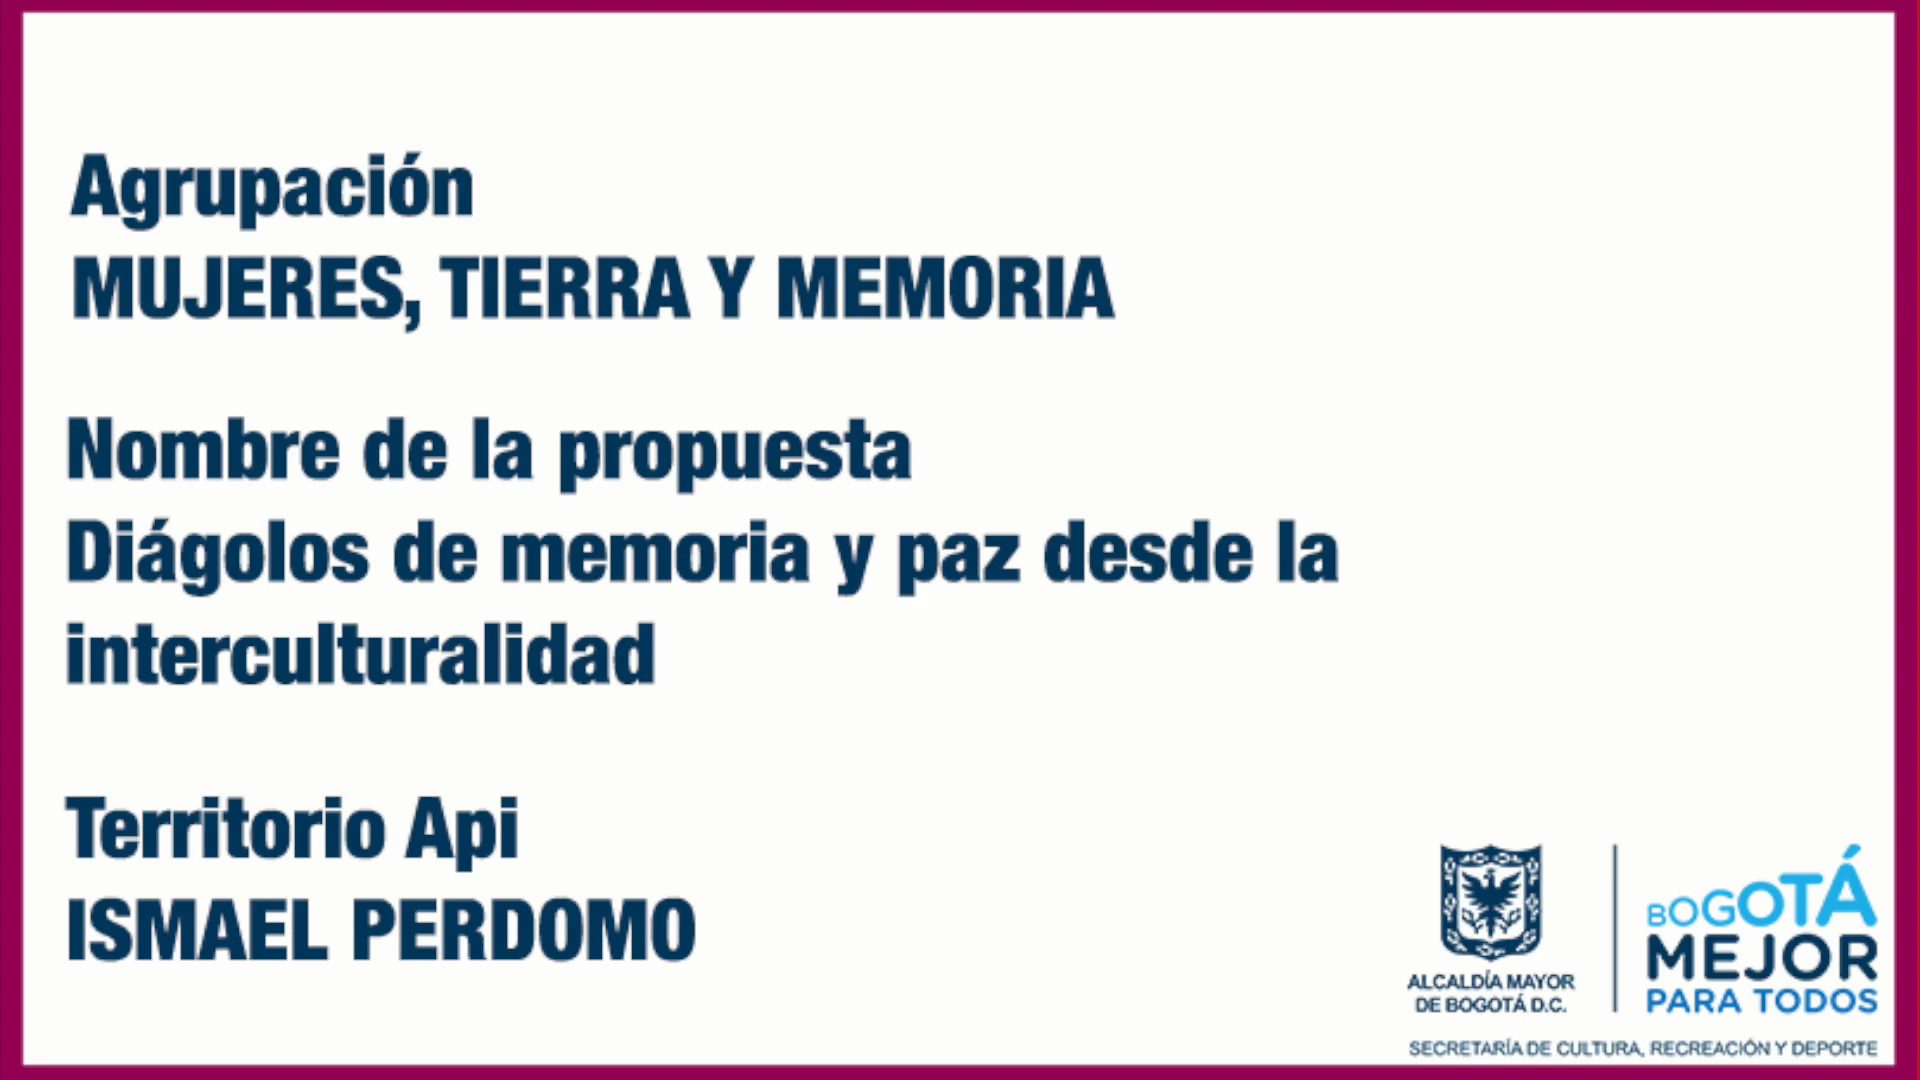 Agrupación
MUJERES, TIERRA Y MEMORIA
Nombre de la propuesta
Diágolos de memoria y paz desde la
interculturalidad
Territorio Api
ISMAEL PERDOMO
ALCALDÍA MAYOR
DE BOGOTÁ D.C.
BOGOTÁ
MEJOR
PARA TODOS
SECRETARÍA DE CULTURA, RECREACIÓN Y DEPORTE